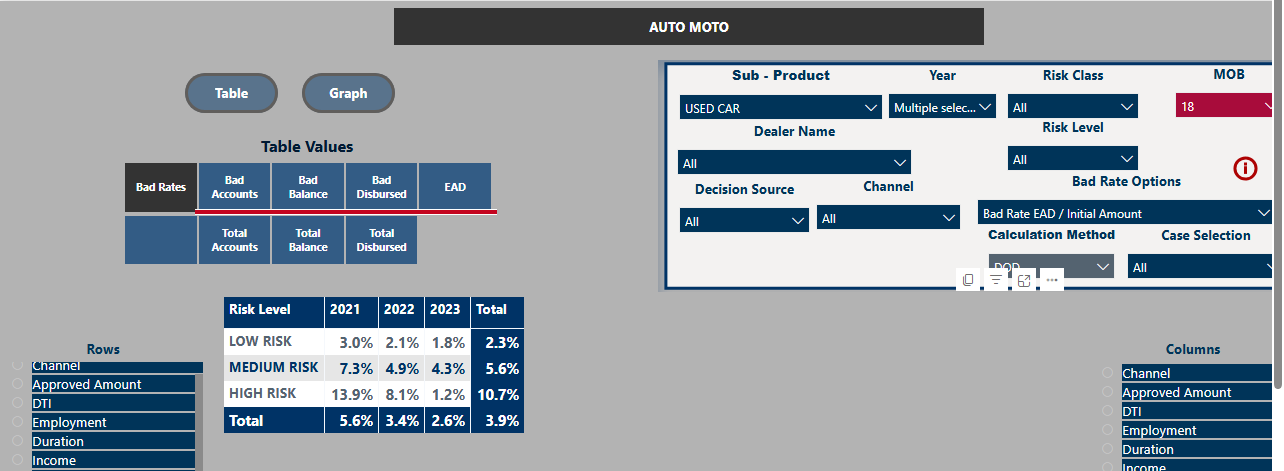 AUTO MOTO
Table Graph
Table Values
Bad Rates Bad Accounts Bad Balance Bad Disbursed EAD
Total Accounts Total Balance Total Disbursed
Sub - Product Year Risk Class MOB
USED CAR Multiple selec... All 18
Dealer Name Risk Level
All All
Decision Source Channel Bad Rate Options
All All Bad Rate EAD / Initial Amount
Calculation Method Case Selection
DOD All
Risk Level 2021 2022 2023 Total
LOW RISK 3.0% 2.1% 1.8% 2.3%
MEDIUM RISK 7.3% 4.9% 4.3% 5.6%
HIGH RISK 13.9% 8.1% 1.2% 10.7%
Total 5.6% 3.4% 2.6% 3.9%
Rows
Channel
Approved Amount
DTI
Employment
Duration
Income
Columns
Channel
Approved Amount
DTI
Employment
Duration
Income